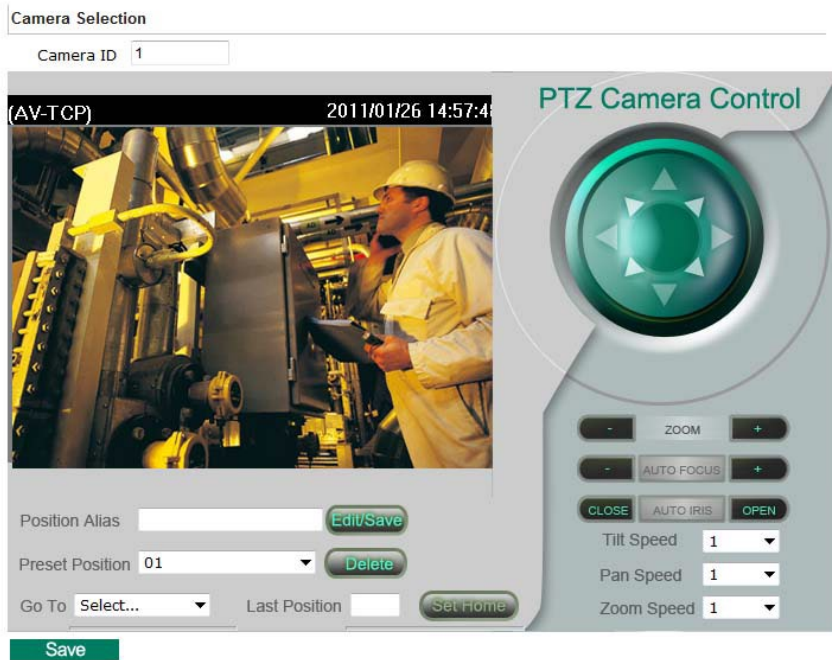 Camera Selection
Camera ID 1
(AV-TCP) 2011/01/26 14:57:48
PTZ Camera Control
- ZOOM +
- AUTO FOCUS +
CLOSE AUTO IRIS OPEN
Position Alias Edit/Save
Tilt Speed 1
Preset Position 01 Delete
Pan Speed 1
Go To Select... Last Position Set Home
Zoom Speed 1
Save